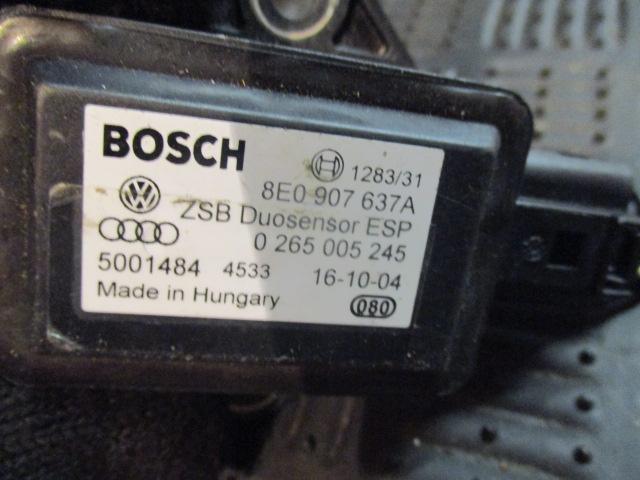 BOSCH
1283/31
8E0 907 637A
ZSB Duosensor ESP
0 265 005 245
5001484 4533 16-10-04
Made in Hungary
080